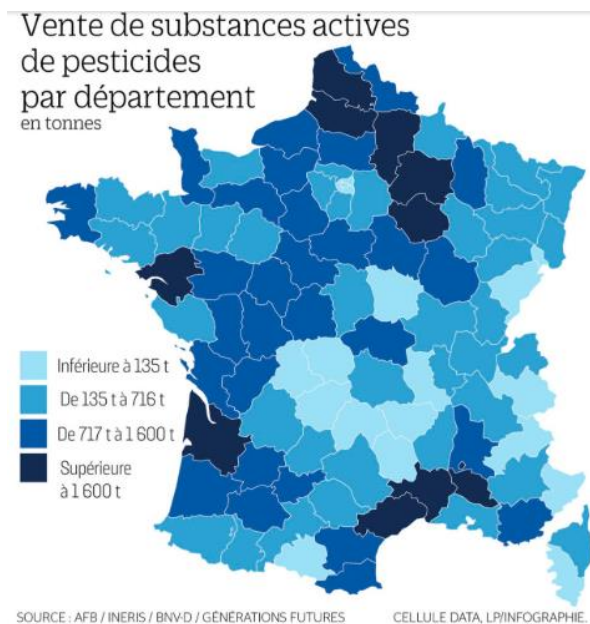 Vente de substances actives
de pesticides
par département
en tonnes
Inférieure à 135 t
De 135 t à 716 t
De 717 t à 1 600 t
Supérieure
à 1 600 t
SOURCE : AFB / INERIS / BNV-D / GÉNÉRATIONS FUTURES
CELLULE DATA, LP/INFOGRAPHIE.